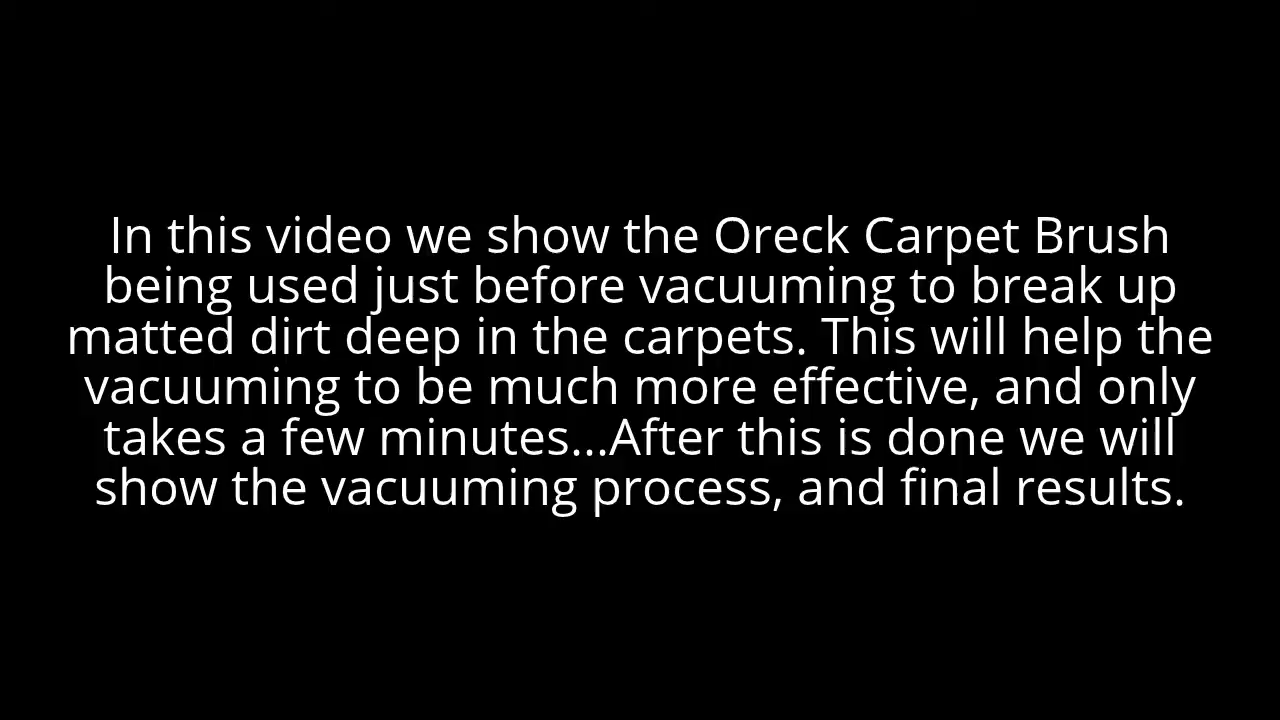 In this video we show the Oreck Carpet Brush
being used just before vacuuming to break up
matted dirt deep in the carpets. This will help the
vacuuming to be much more effective, and only
takes a few minutes...After this is done we will
show the vacuuming process, and final results.